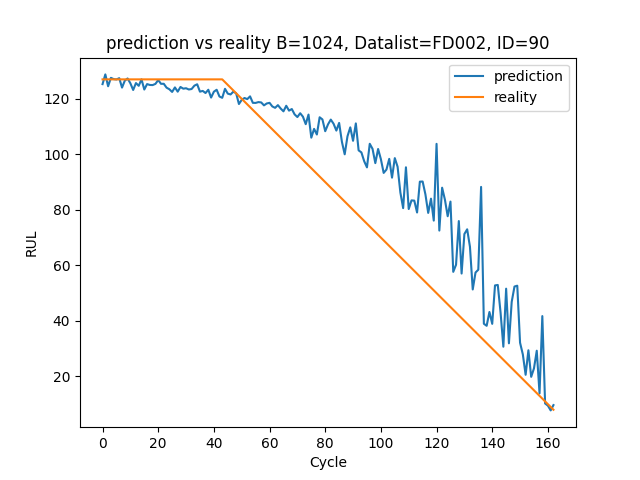 prediction vs reality B=1024, Datalist=FD002, ID=90
prediction
reality
RUL
120
100
80
60
40
20
0 20 40 60 80 100 120 140 160
Cycle